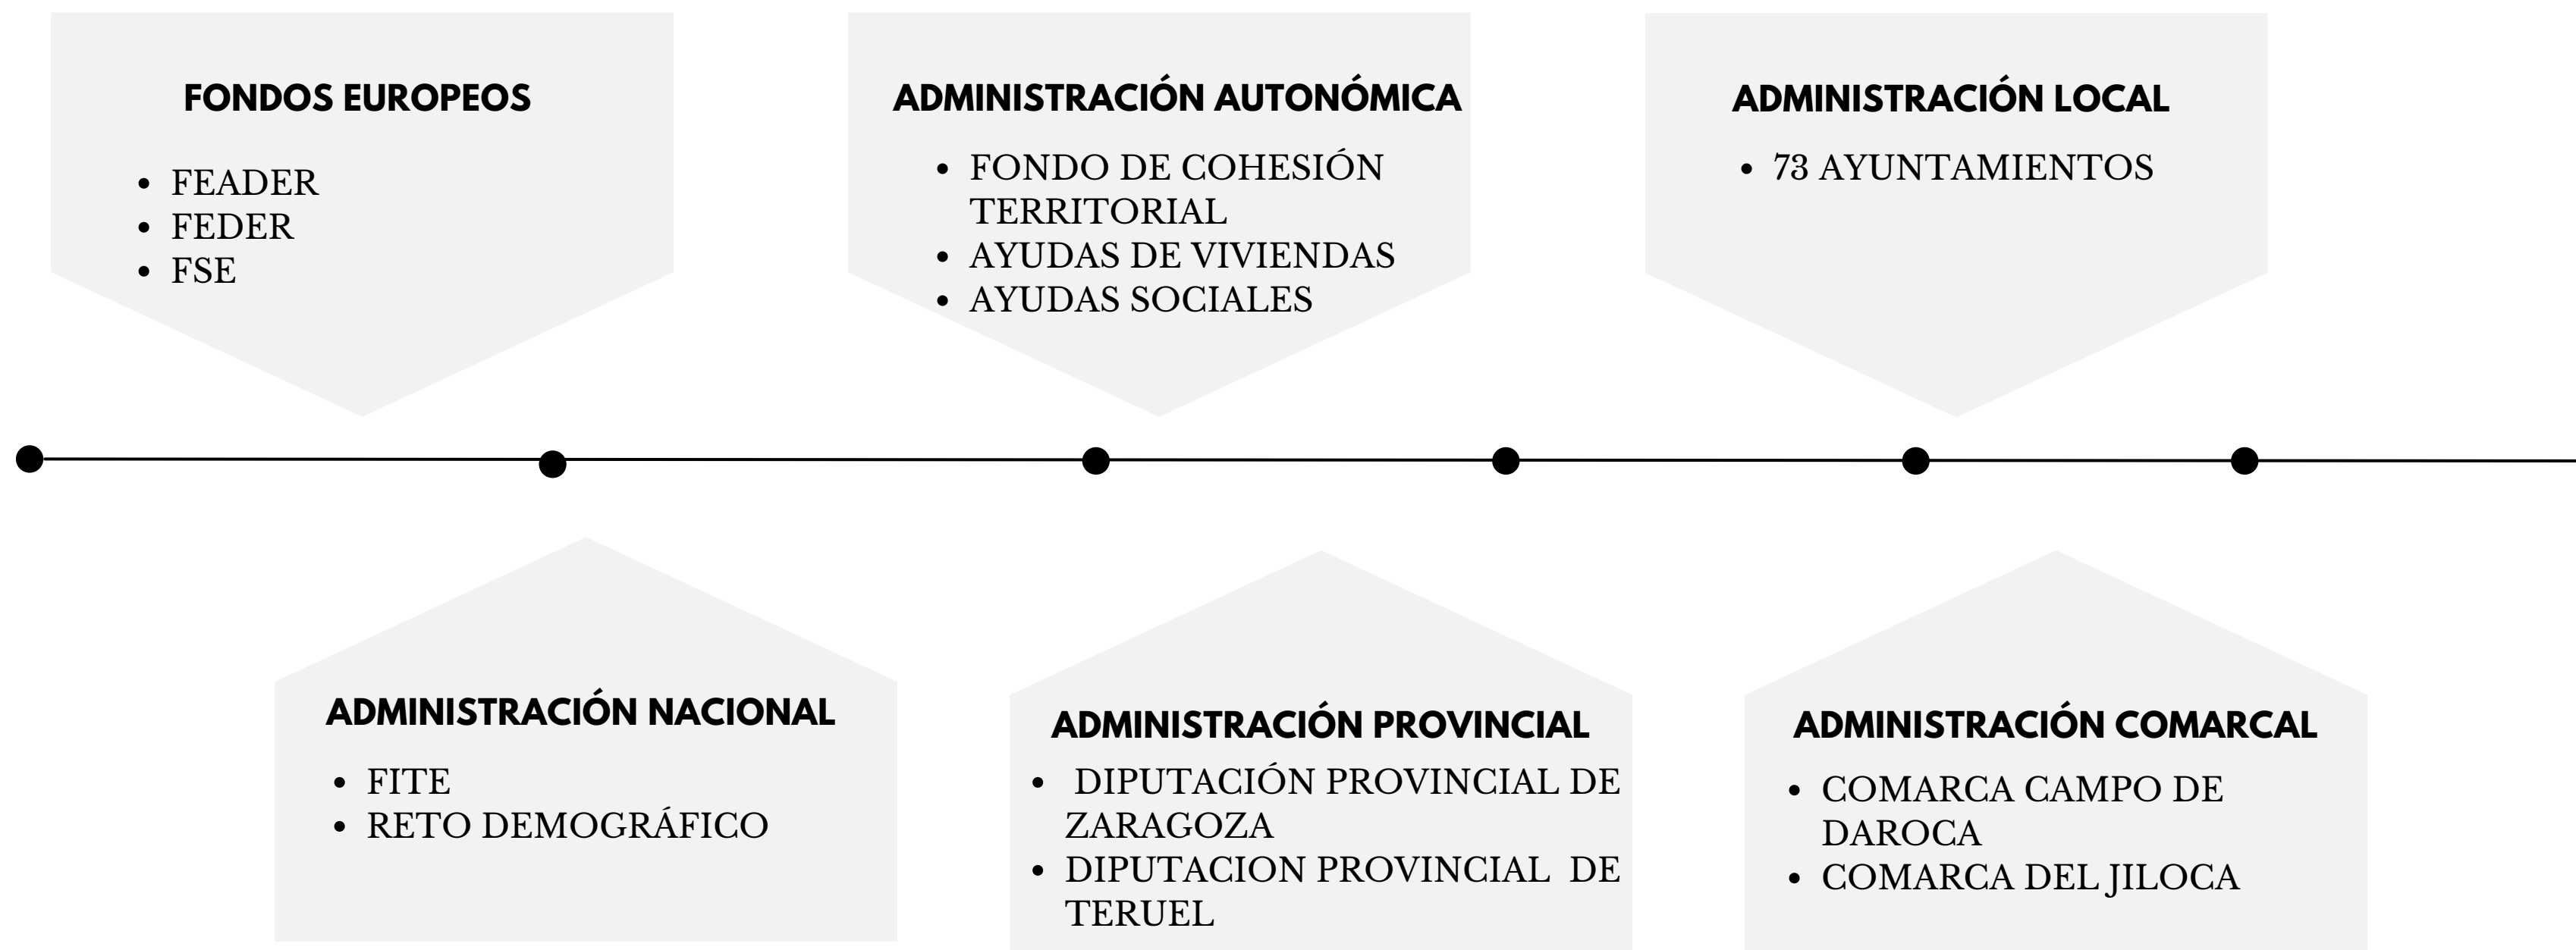 FONDOS EUROPEOS
FEADER
FEDER
FSE
ADMINISTRACIÓN AUTONÓMICA
FONDO DE COHESIÓN
TERRITORIAL
AYUDAS DE VIVIENDAS
AYUDAS SOCIALES
ADMINISTRACIÓN LOCAL
73 AYUNTAMIENTOS
ADMINISTRACIÓN NACIONAL
FITE
RETO DEMOGRÁFICO
ADMINISTRACIÓN PROVINCIAL
DIPUTACIÓN PROVINCIAL DE
ZARAGOZA
DIPUTACION PROVINCIAL DE
TERUEL
ADMINISTRACIÓN COMARCAL
COMARCA CAMPO DE
DAROCA
COMARCA DEL JILOCA